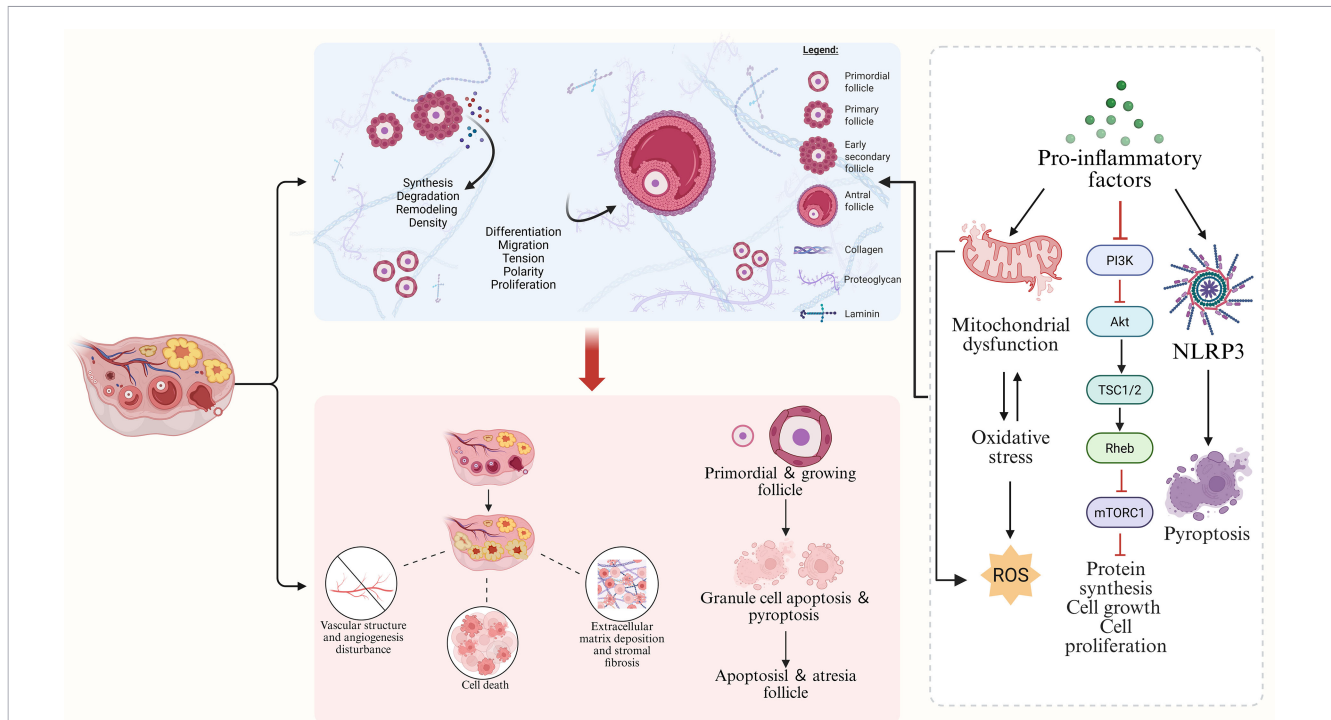 Synthesis
Degradation
Remodeling
Density
Differentiation
Migration
Tension
Polarity
Proliferation
Legend:
Primordial
follicle
Primary
follicle
Early
secondary
follicle
Antral
follicle
Collagen
Proteoglycan
Laminin
Vascular structure
and angiogenesis
disturbance
Cell death
Extracellular
matrix deposition
and stromal
fibrosis
Primordial & growing
follicle
Granule cell apoptosis &
pyroptosis
Apoptosisl & atresia
follicle
Pro-inflammatory
factors
Mitochondrial
dysfunction
Oxidative
stress
ROS
PI3K
Akt
TSC1/2
Rheb
mTORC1
Protein
synthesis
Cell growth
Cell
proliferation
NLRP3
Pyroptosis